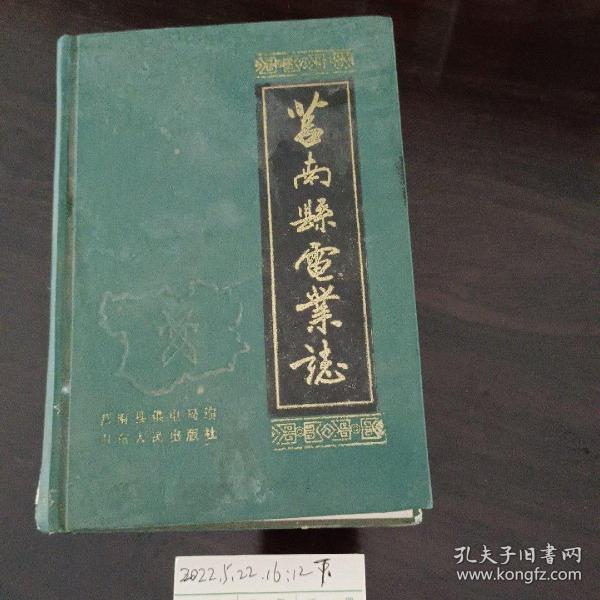 莒南縣電業誌
莒南县供电局编
山东人民出版社
2022.5.22.16:12下
孔夫子旧书网
www.kongfz.com